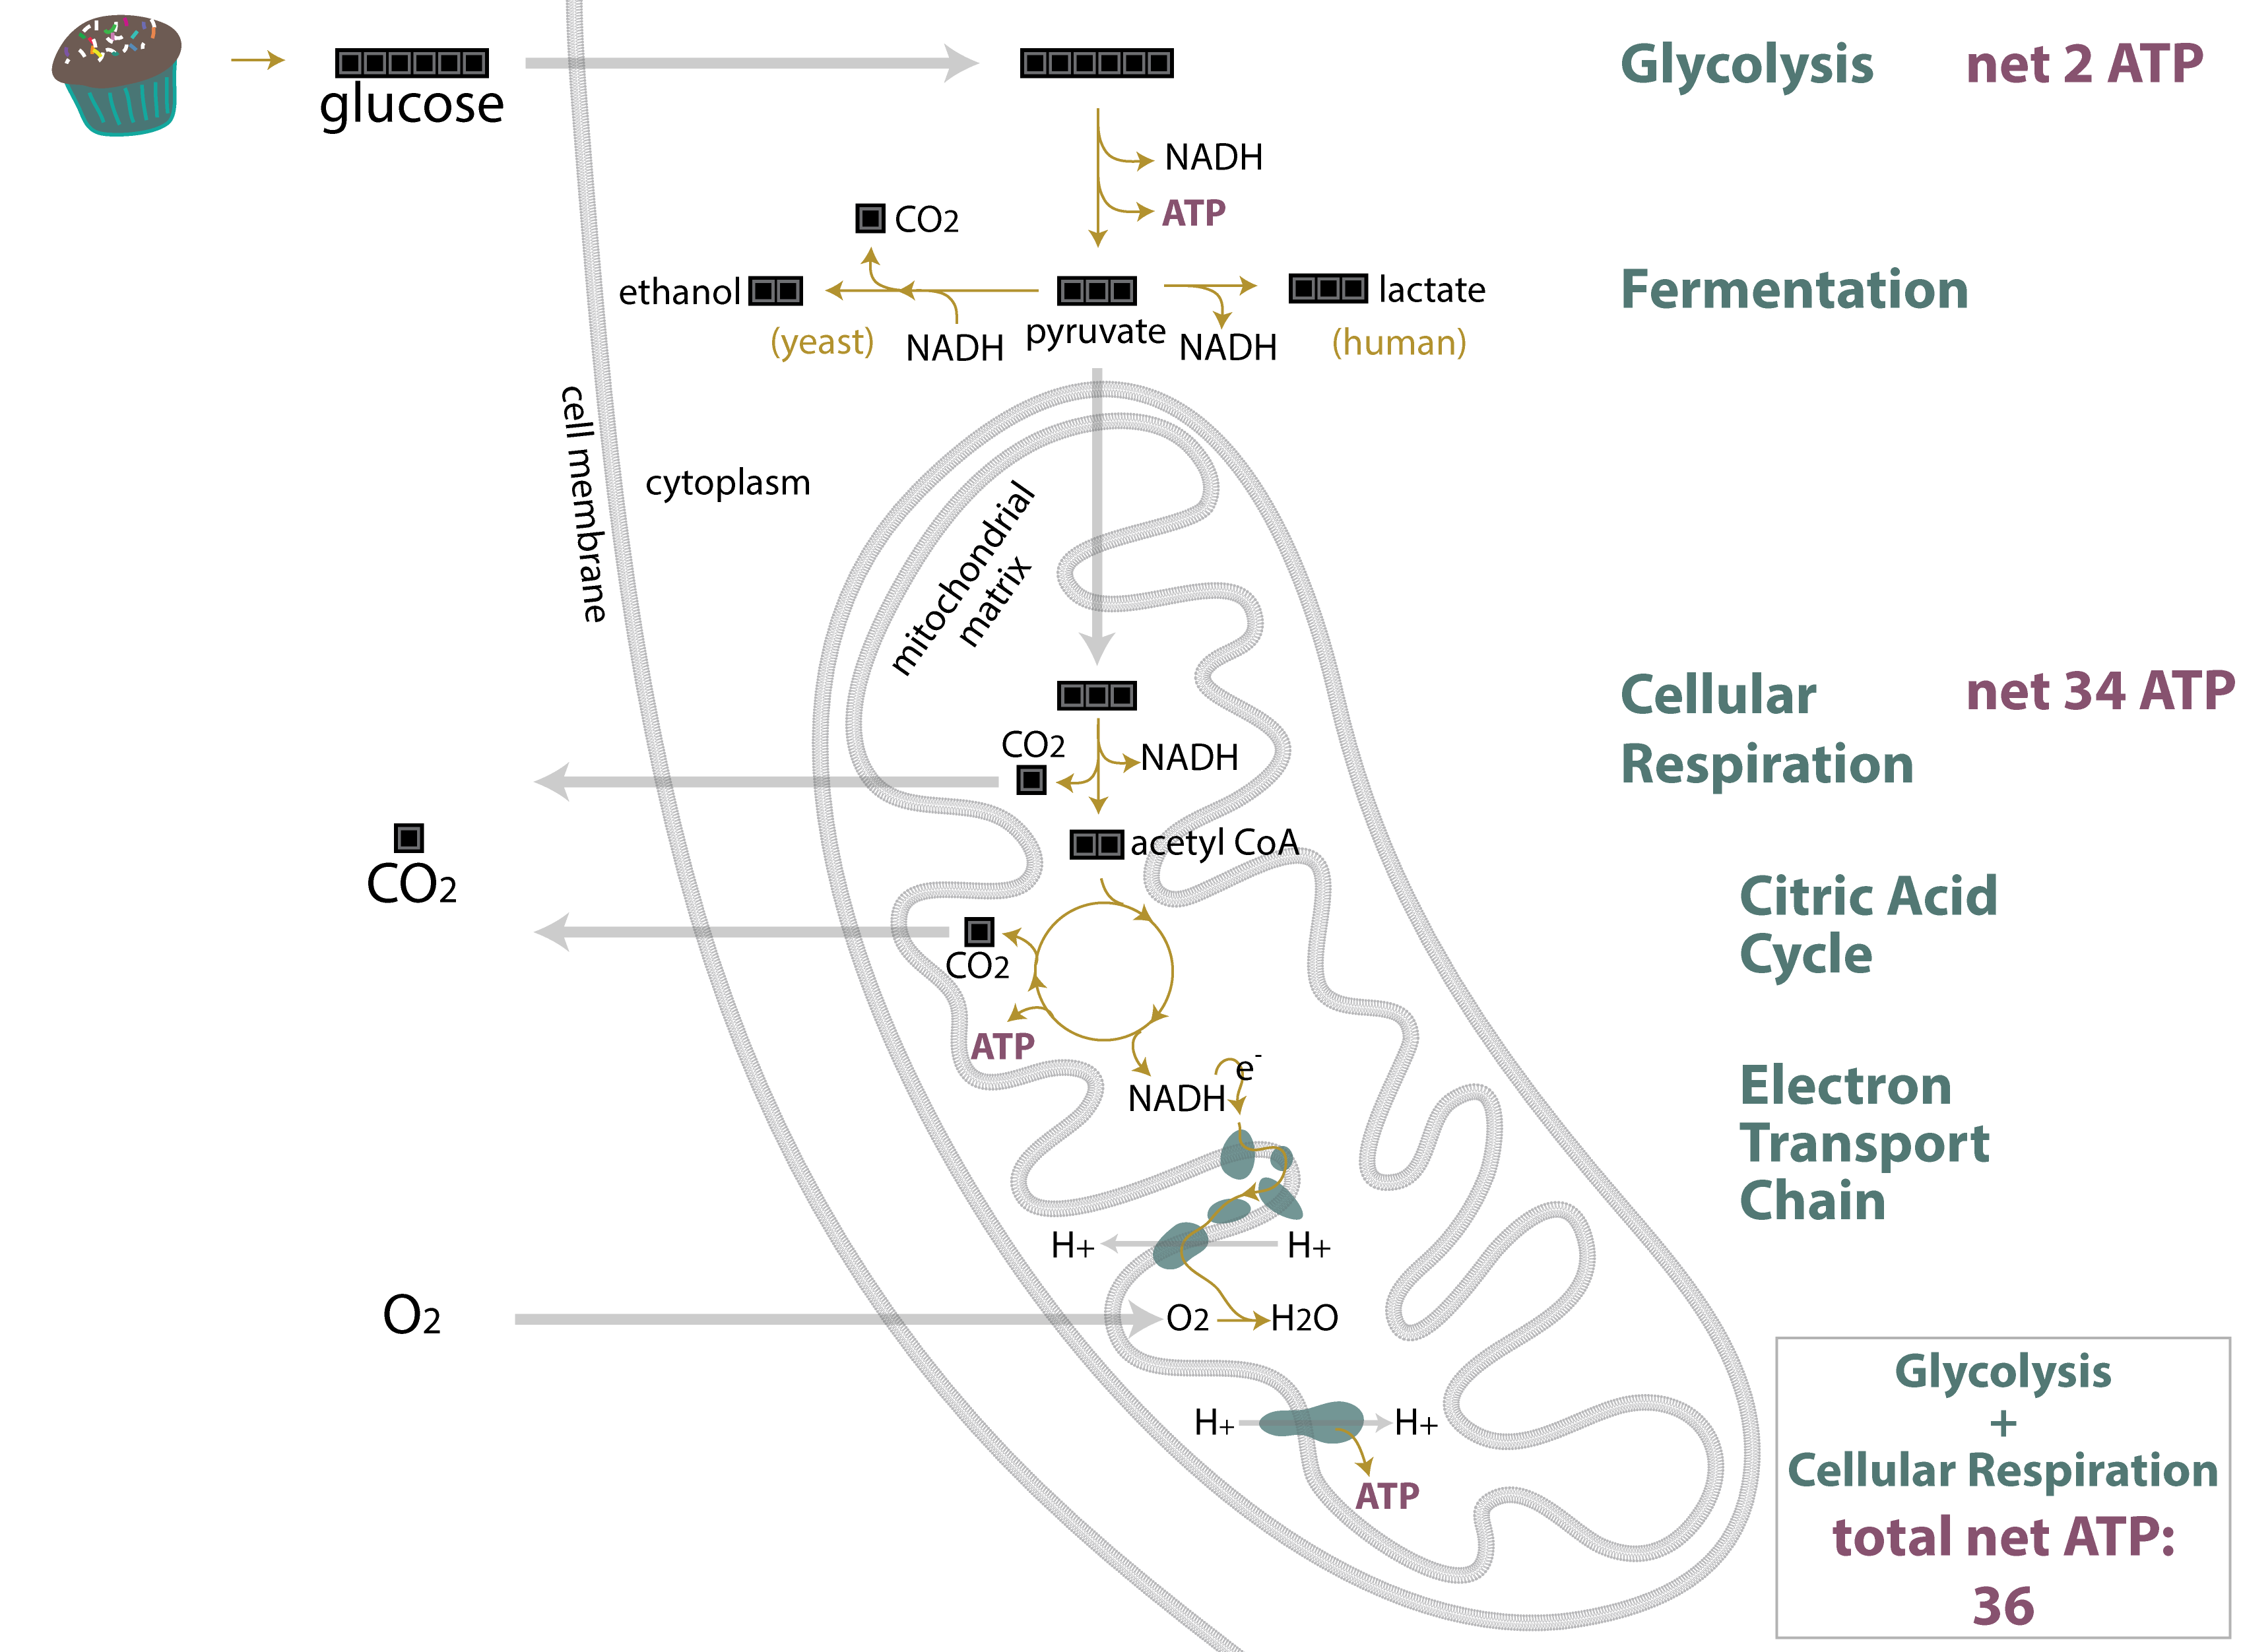 glucose
Glycolysis
net 2 ATP
NADH
ATP
CO2
ethanol
lactate
Fermentation
(yeast)
NADH
pyruvate
NADH
(human)
cell membrane
cytoplasm
mitochondrial
matrix
Cellular
Respiration
net 34 ATP
CO2
NADH
CO2
acetyl CoA
Citric Acid
Cycle
CO2
ATP
NADH
e-
Electron
Transport
Chain
H+
H+
O2
O2
H2O
H+
H+
ATP
Glycolysis
+
Cellular Respiration
total net ATP:
36